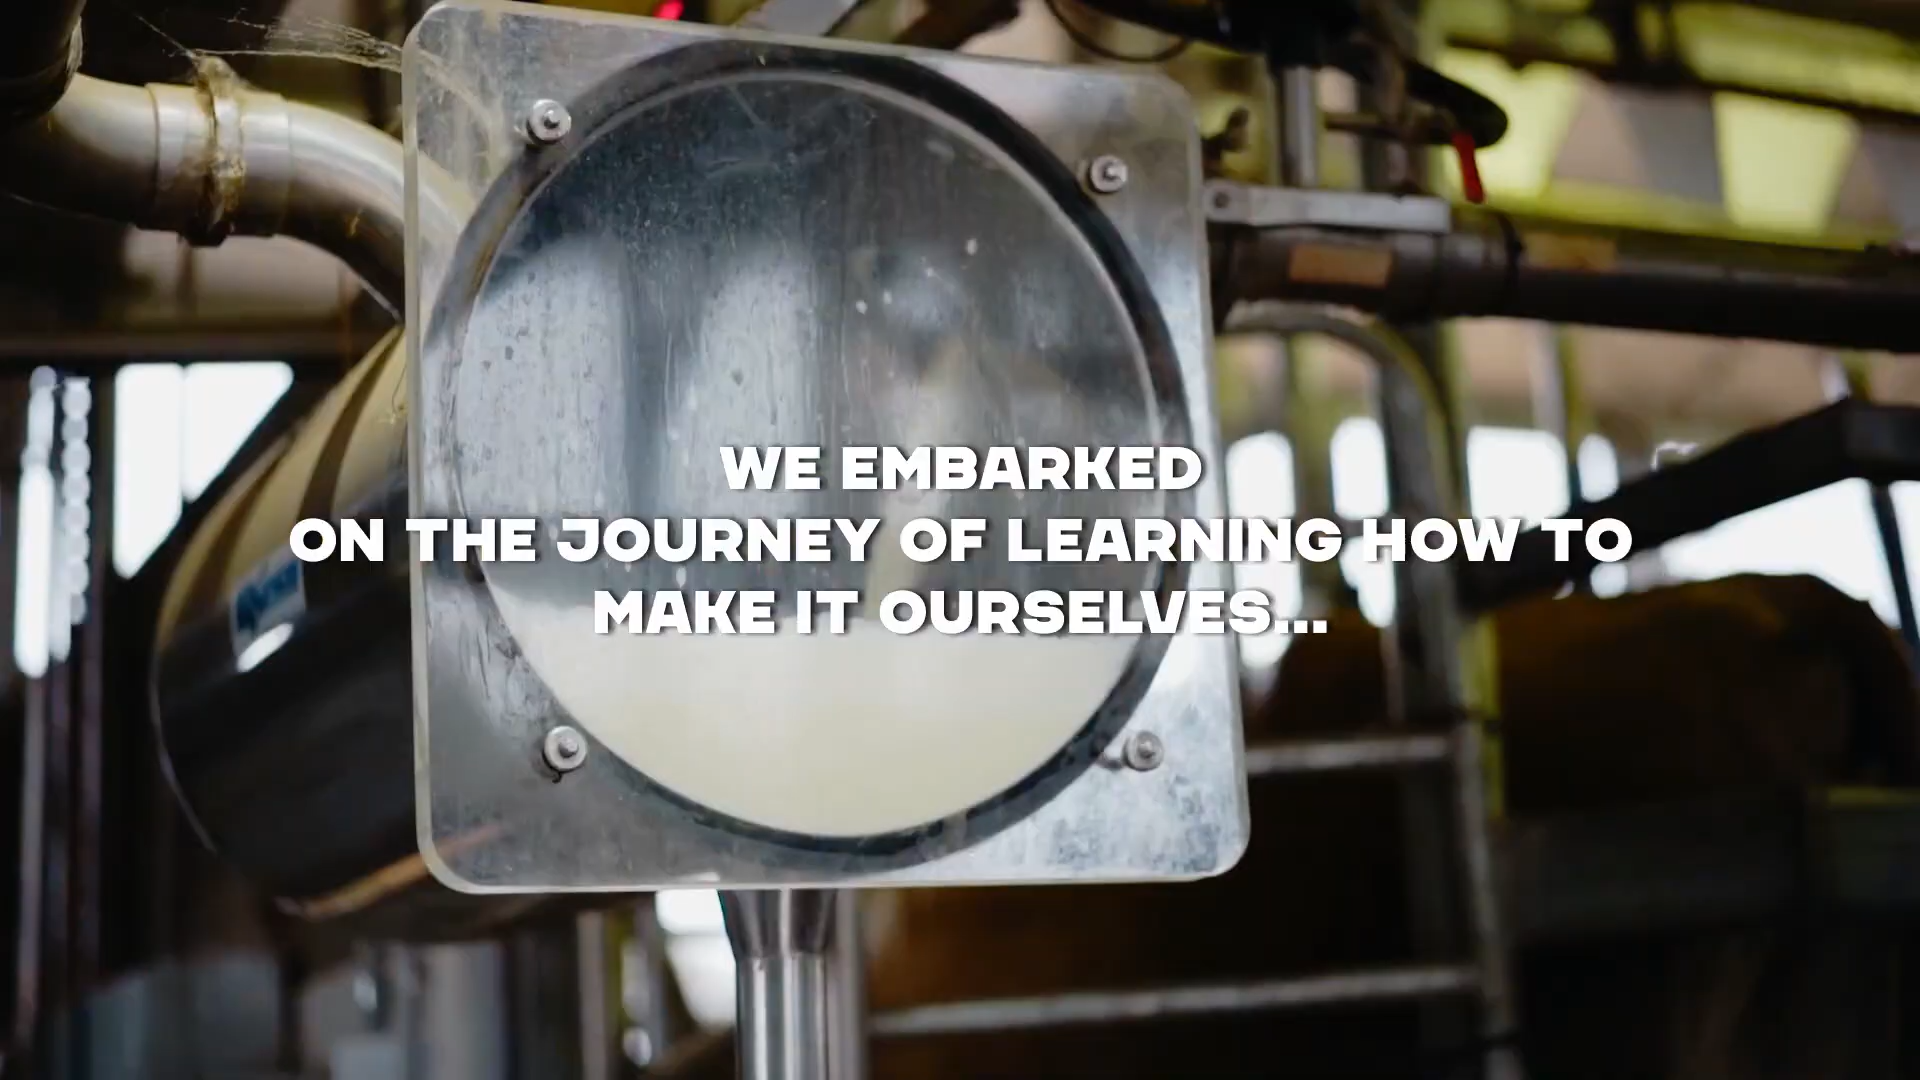 WE EMBARKED
ON THE JOURNEY OF LEARNING HOW TO
MAKE IT OURSELVES...